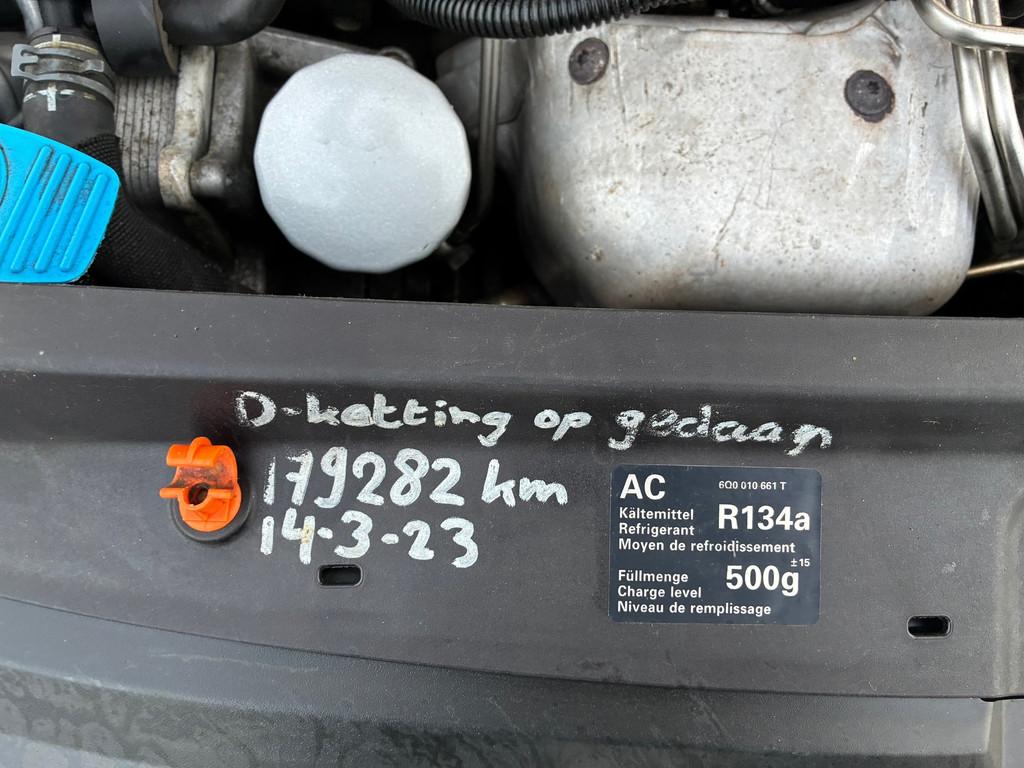 D-ketting op gedaan
179282 km
14-3-23
AC 6Q0 010 661 T
Kältemittel
Refrigerant R134a
Moyen de refroidissement
Füllmenge
Charge level 500g ±15
Niveau de remplissage